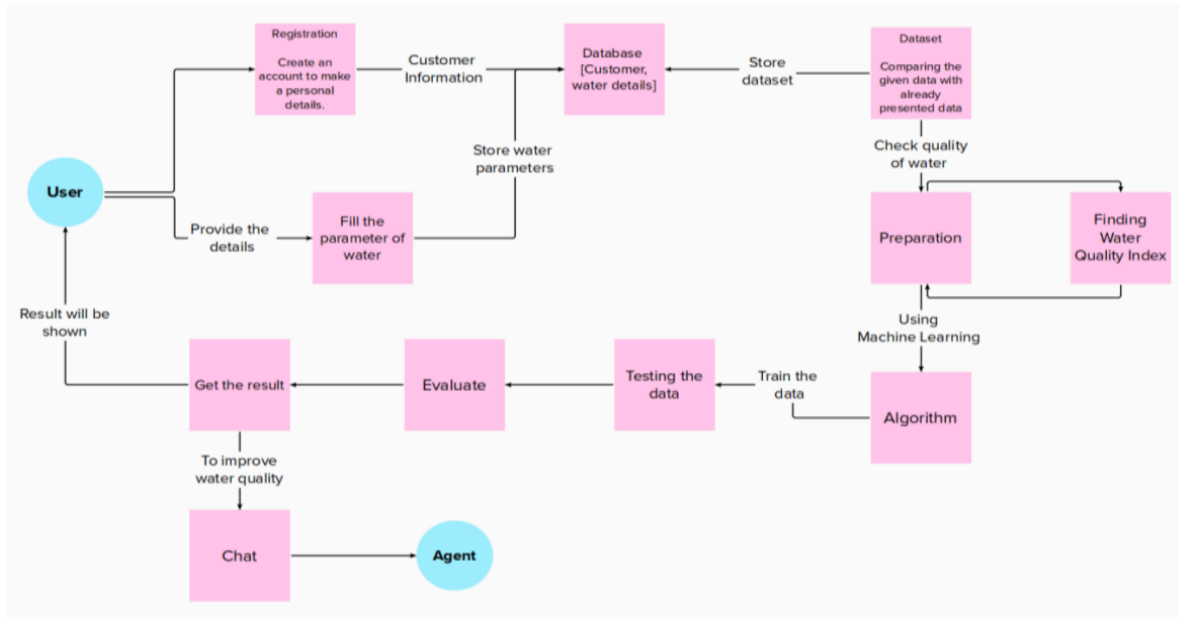 Registration
Create an
account to make
a personal
details.
Customer
Information
Database
[Customer,
water details]
Store
dataset
Dataset
Comparing the
given data with
already
presented data
Check quality
of water
Store water
parameters
User
Provide the
details
Fill the
parameter of
water
Preparation
Finding
Water
Quality Index
Result will be
shown
Using
Machine Learning
Get the result
Evaluate
Testing the
data
Train the
data
Algorithm
To improve
water quality
Chat
Agent